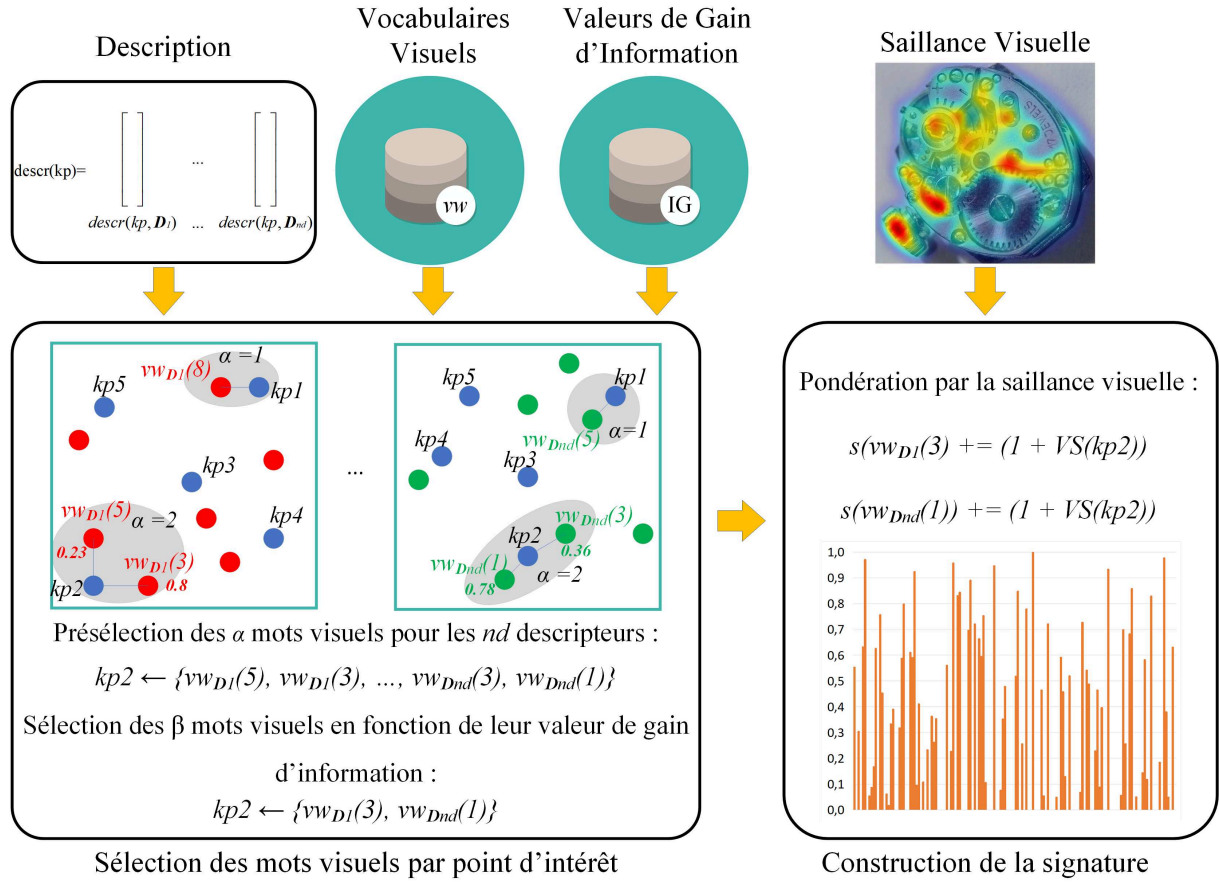 Description
Vocabulaires
Visuels
Valeurs de Gain
d’Information
Saillance Visuelle
descr(kp)=
...
descr(kp, D1) ... descr(kp, Dnd)
vw
IG
17 JEWELS
α =1
vwD1(8)
kp1
kp5
kp3
vwD1(5)
α =2
kp4
0.23
vwD1(3)
kp2
0.8
...
kp5
kp1
vwDnd(5)
α=1
kp4
kp3
vwDnd(3)
kp2
0.36
vwDnd(1)
α =2
0.78
Présélection des α mots visuels pour les nd descripteurs :
kp2 ← {vwD1(5), vwD1(3), …, vwDnd(3), vwDnd(1)}
Sélection des β mots visuels en fonction de leur valeur de gain
d’information :
kp2 ← {vwD1(3), vwDnd(1)}
Sélection des mots visuels par point d’intérêt
Pondération par la saillance visuelle :
s(vwD1(3) += (1 + VS(kp2))
s(vwDnd(1)) += (1 + VS(kp2))
1,0
0,9
0,8
0,7
0,6
0,5
0,4
0,3
0,2
0,1
0,0
Construction de la signature